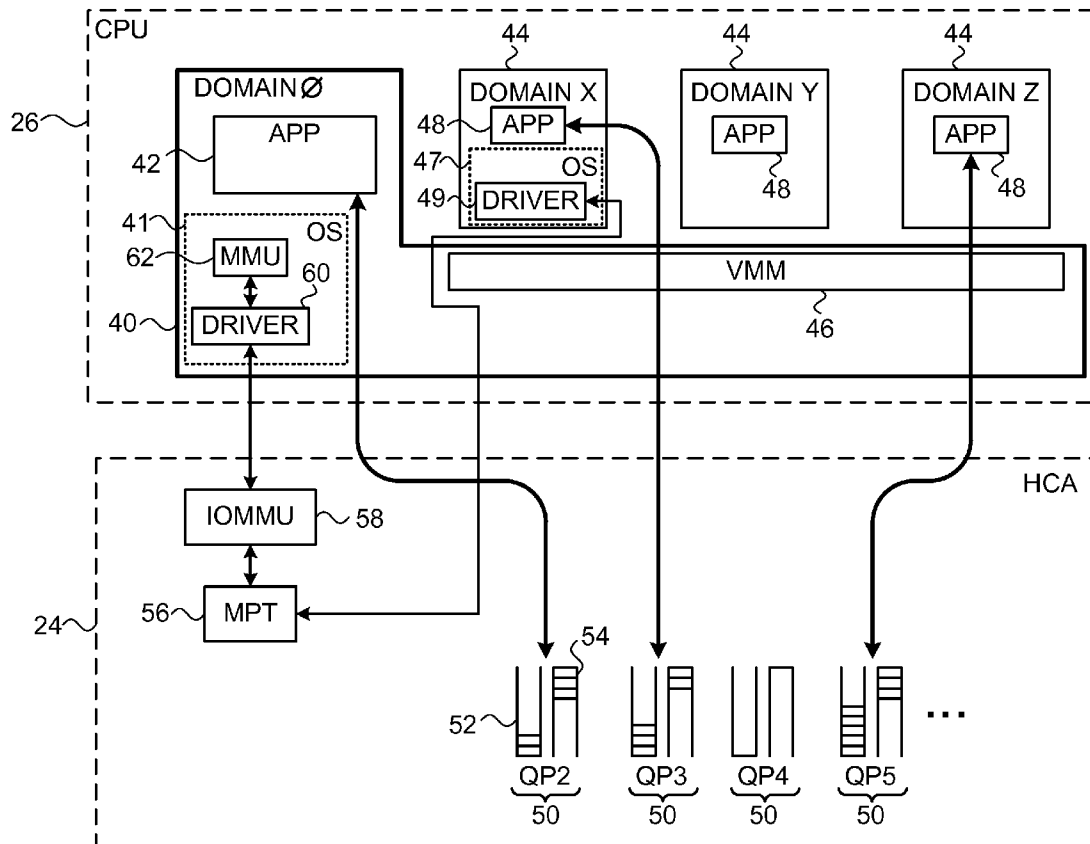 CPU
44
44
44
DOMAIN Ø
DOMAIN X
DOMAIN Y
DOMAIN Z
26
APP
48
APP
APP
APP
42
47
OS
48
48
49
DRIVER
41
OS
62
MMU
60
VMM
40
DRIVER
46
HCA
IOMMU
58
24
56
MPT
54
52
...
QP2
QP3
QP4
QP5
50
50
50
50